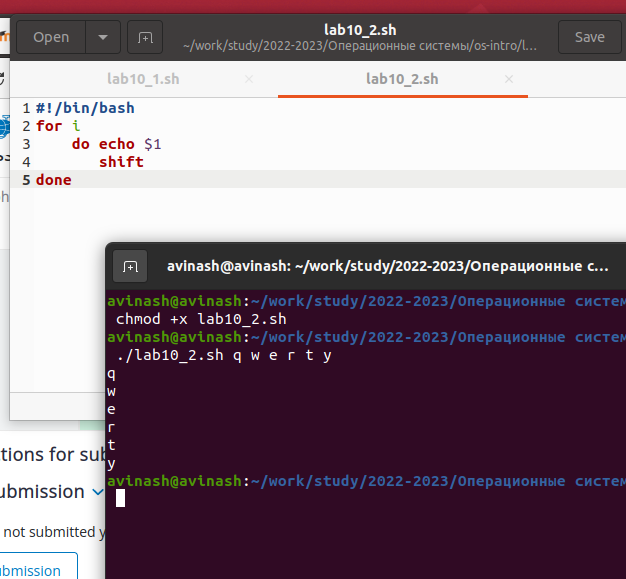 Open
lab10_2.sh
~/work/study/2022-2023/Операционные системы/os-intro/l...
Save
lab10_1.sh
lab10_2.sh
1 #!/bin/bash
2 for i
3 do echo $1
4 shift
5 done
avinash@avinash: ~/work/study/2022-2023/Операционные с...
avinash@avinash:~/work/study/2022-2023/Операционные систем
chmod +x lab10_2.sh
avinash@avinash:~/work/study/2022-2023/Операционные систем
./lab10_2.sh q w e r t y
q
w
e
r
t
y
avinash@avinash:~/work/study/2022-2023/Операционные систем
tions for sub
ubmission
not submitted y
ubmission